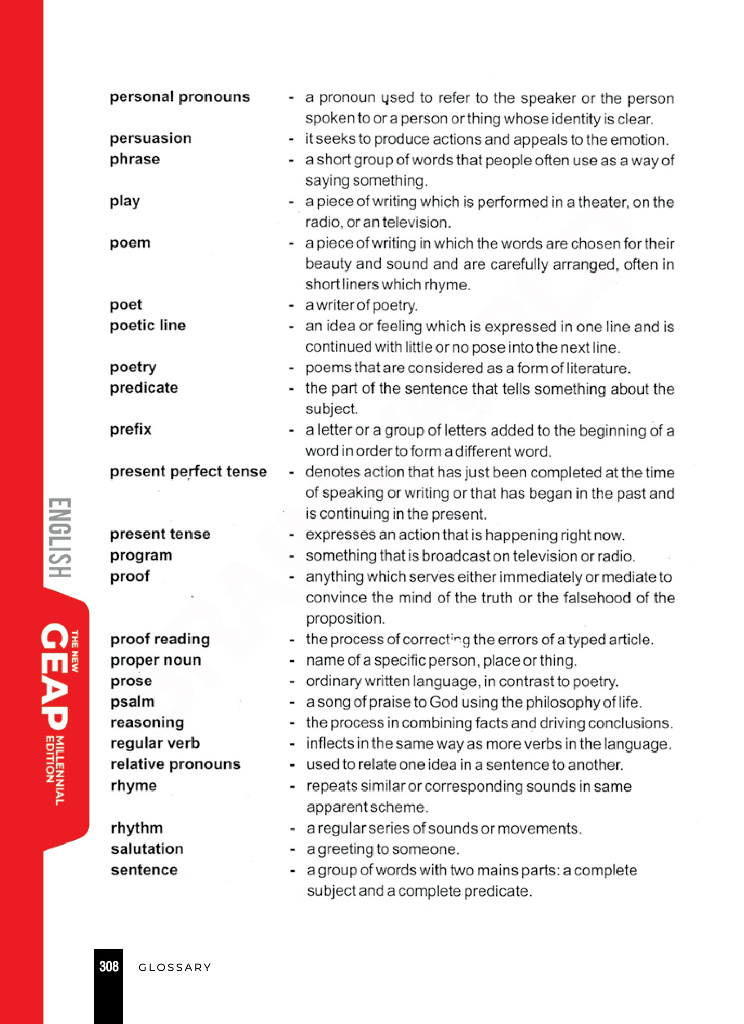 personal pronouns - a pronoun used to refer to the speaker or the person
spoken to or a person or thing whose identity is clear.
persuasion - it seeks to produce actions and appeals to the emotion.
phrase - a short group of words that people often use as a way of
saying something.
play - a piece of writing which is performed in a theater, on the
radio, or an television.
poem - a piece of writing in which the words are chosen for their
beauty and sound and are carefully arranged, often in
short liners which rhyme.
poet - a writer of poetry.
poetic line - an idea or feeling which is expressed in one line and is
continued with little or no pose into the next line.
poetry - poems that are considered as a form of literature.
predicate - the part of the sentence that tells something about the
subject.
prefix - a letter or a group of letters added to the beginning of a
word in order to form a different word.
present perfect tense - denotes action that has just been completed at the time
of speaking or writing or that has began in the past and
is continuing in the present.
present tense - expresses an action that is happening right now.
program - something that is broadcast on television or radio.
proof - anything which serves either immediately or mediate to
convince the mind of the truth or the falsehood of the
proposition.
proof reading - the process of correcting the errors of a typed article.
proper noun - name of a specific person, place or thing.
prose - ordinary written language, in contrast to poetry.
psalm - a song of praise to God using the philosophy of life.
reasoning - the process in combining facts and driving conclusions.
regular verb - inflects in the same way as more verbs in the language.
relative pronouns - used to relate one idea in a sentence to another.
rhyme - repeats similar or corresponding sounds in same
apparent scheme.
rhythm - a regular series of sounds or movements.
salutation - a greeting to someone.
sentence - a group of words with two mains parts: a complete
subject and a complete predicate.
ENGLISH
THE NEW
GEAP
MILLENNIAL
EDITION
308 GLOSSARY